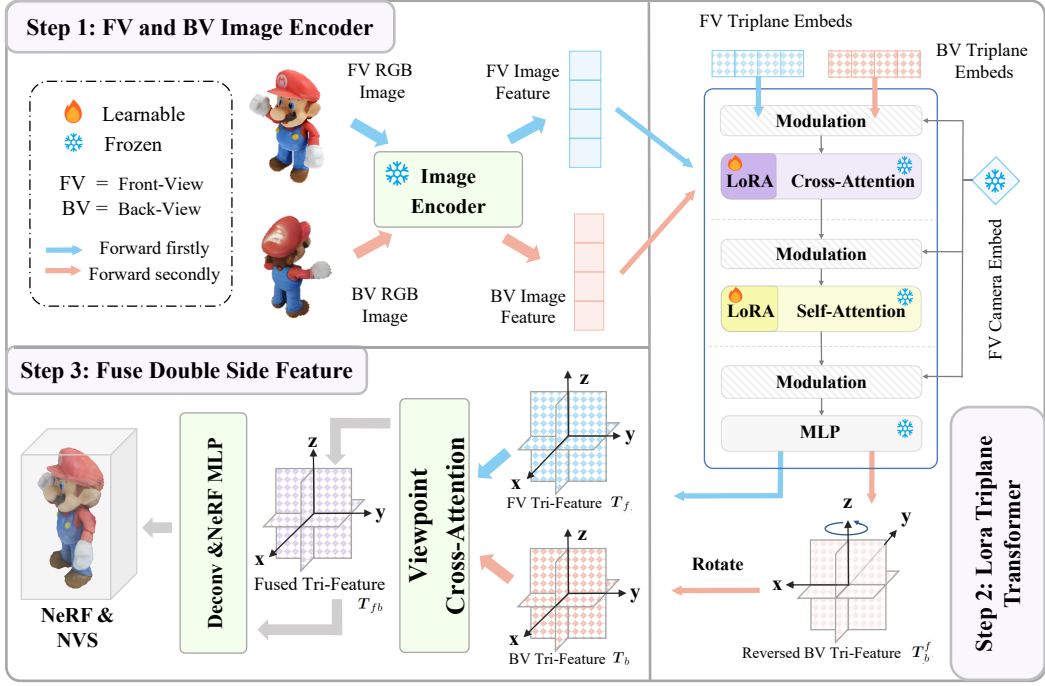 Step 1: FV and BV Image Encoder
Learnable
Frozen
FV = Front-View
BV = Back-View
Forward firstly
Forward secondly
FV RGB
Image
FV Image
Feature
Image
Encoder
BV RGB
Image
BV Image
Feature
FV Triplane Embeds
BV Triplane
Embeds
Modulation
LoRA Cross-Attention
Modulation
LoRA Self-Attention
Modulation
MLP
FV Camera Embed
Step 2: Lora Triplane
Transformer
z
y
x
Reversed BV Tri-Feature T_b^f
Rotate
Step 3: Fuse Double Side Feature
z
y
x
FV Tri-Feature T_f
z
y
x
BV Tri-Feature T_b
Viewpoint
Cross-Attention
z
y
x
Fused Tri-Feature
T_{fb}
Deconv &NeRF MLP
NeRF &
NVS